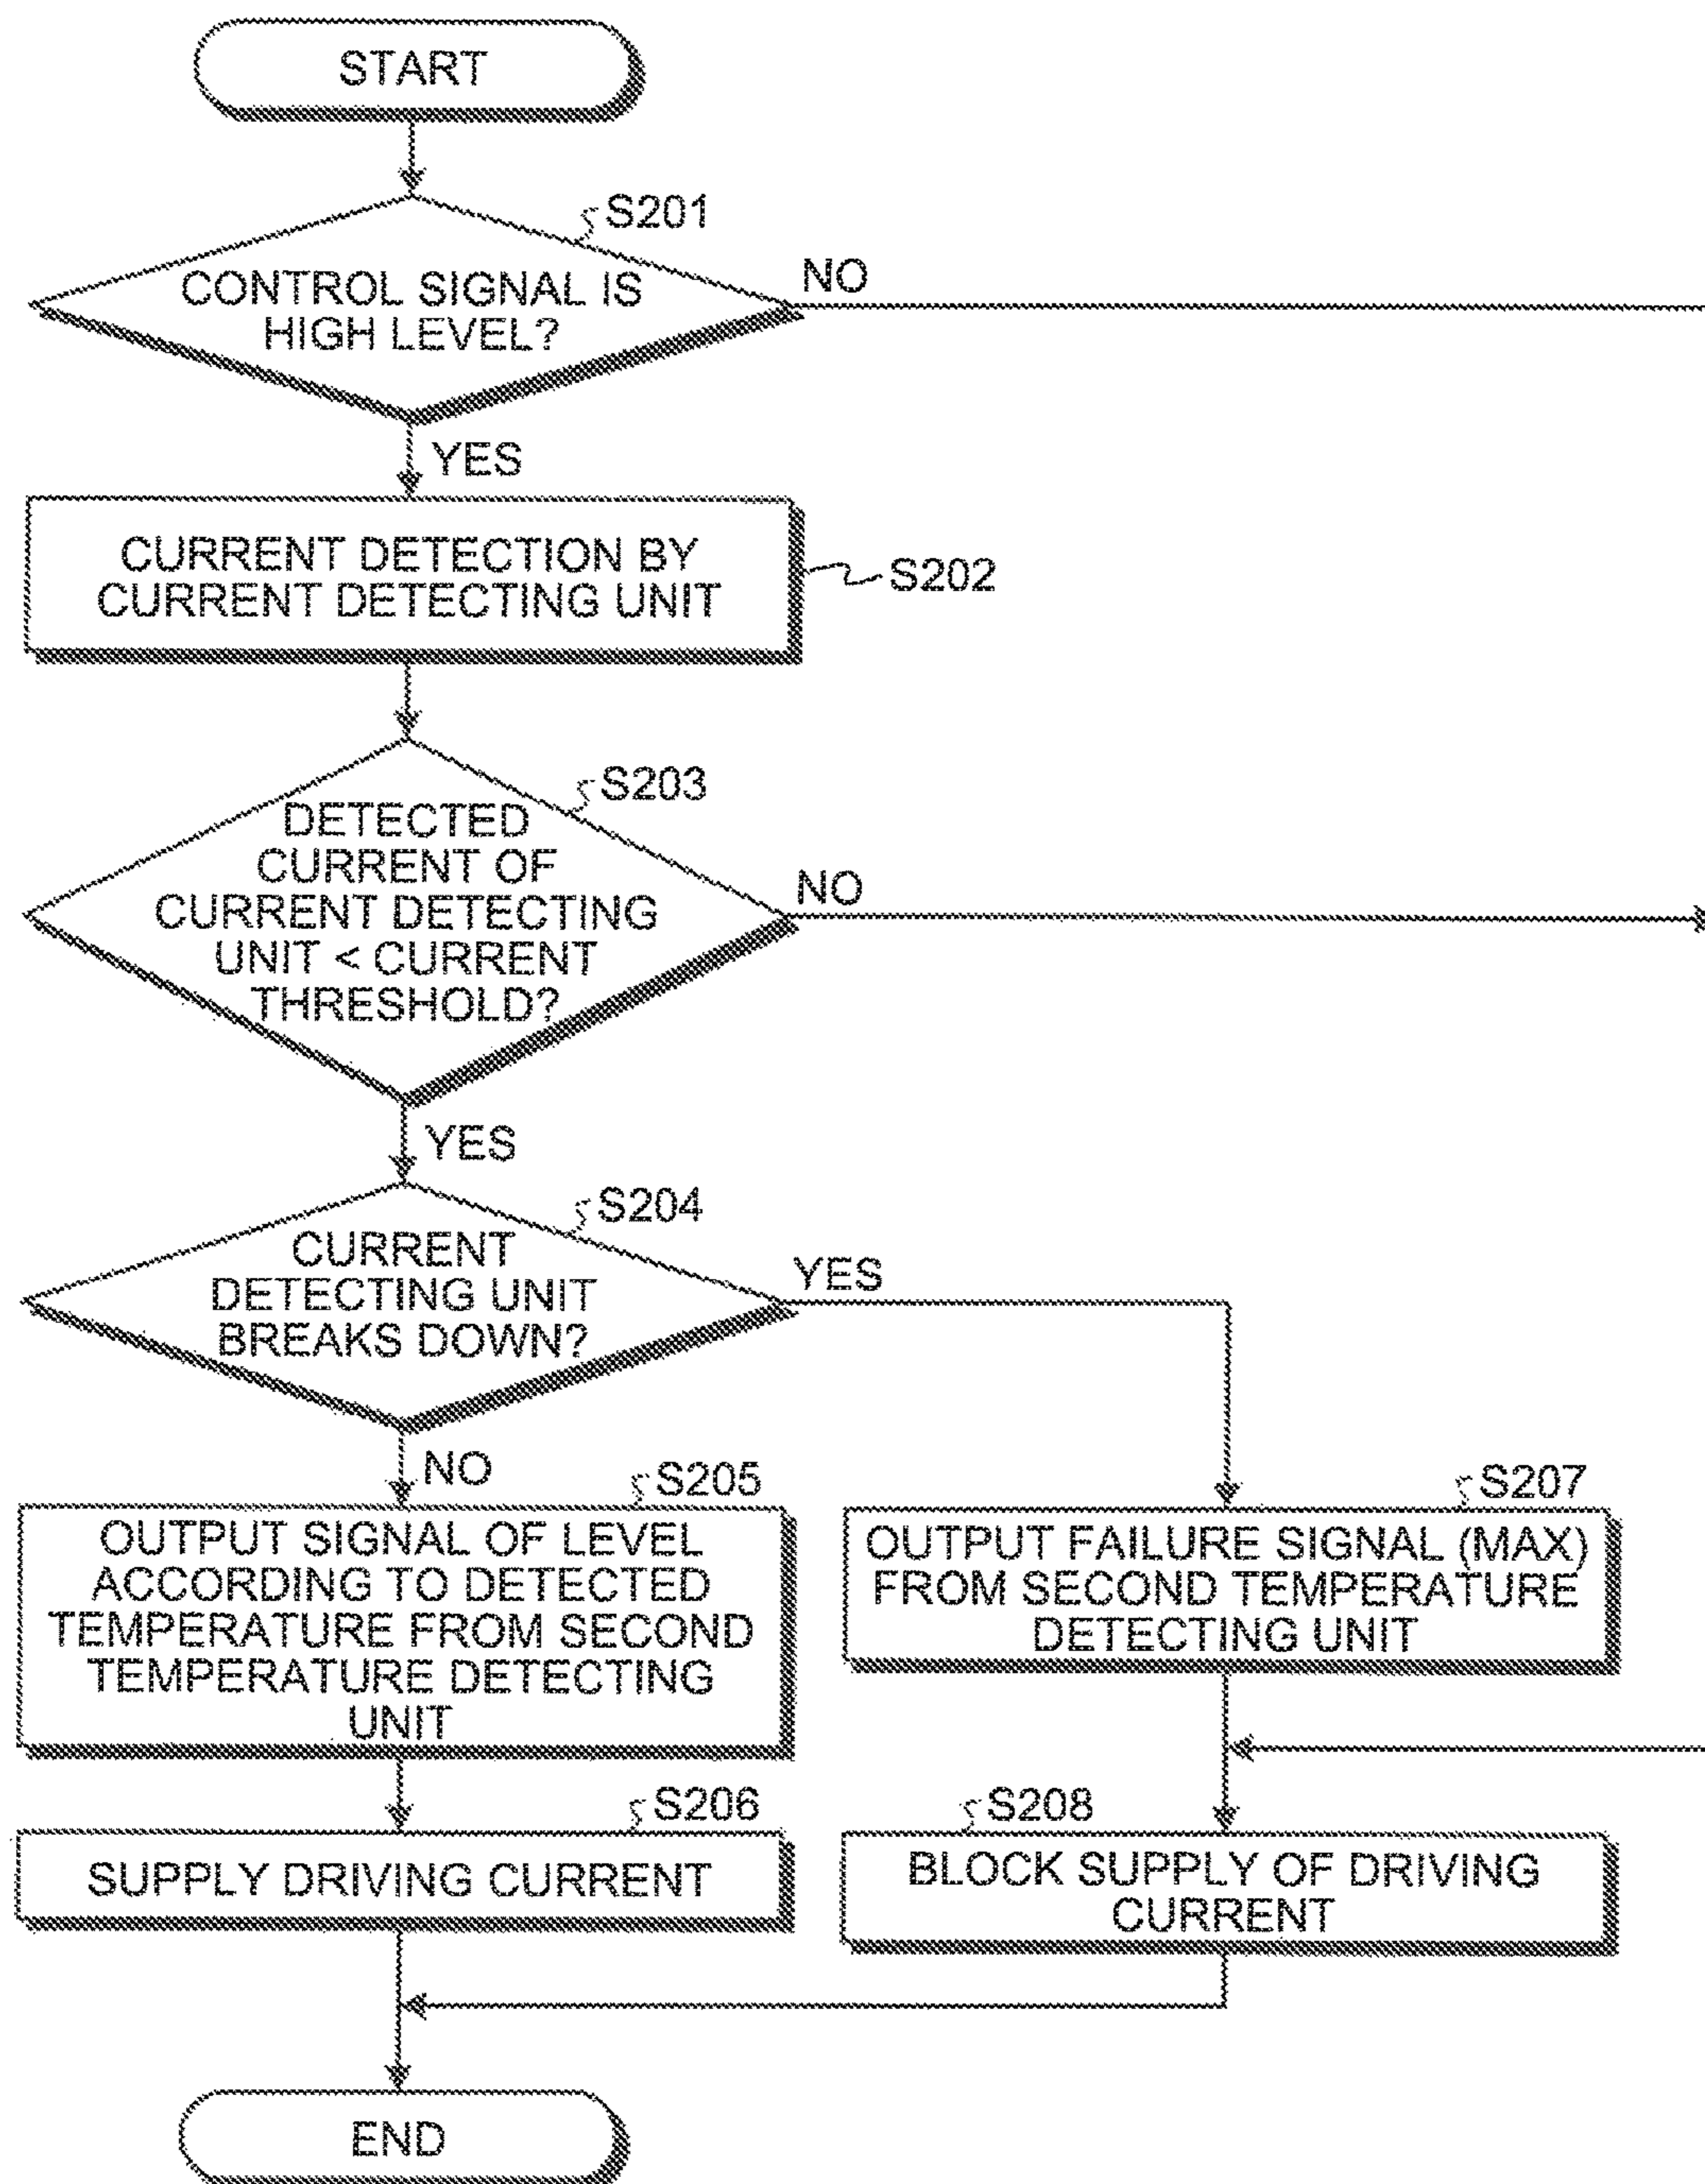 START
S201
CONTROL SIGNAL IS
HIGH LEVEL?
NO
YES
CURRENT DETECTION BY
CURRENT DETECTING UNIT
S202
S203
DETECTED
CURRENT OF
CURRENT DETECTING
UNIT < CURRENT
THRESHOLD?
NO
YES
S204
CURRENT
DETECTING UNIT
BREAKS DOWN?
YES
NO
S205
OUTPUT SIGNAL OF LEVEL
ACCORDING TO DETECTED
TEMPERATURE FROM SECOND
TEMPERATURE DETECTING
UNIT
S207
OUTPUT FAILURE SIGNAL (MAX)
FROM SECOND TEMPERATURE
DETECTING UNIT
S206
SUPPLY DRIVING CURRENT
S208
BLOCK SUPPLY OF DRIVING
CURRENT
END